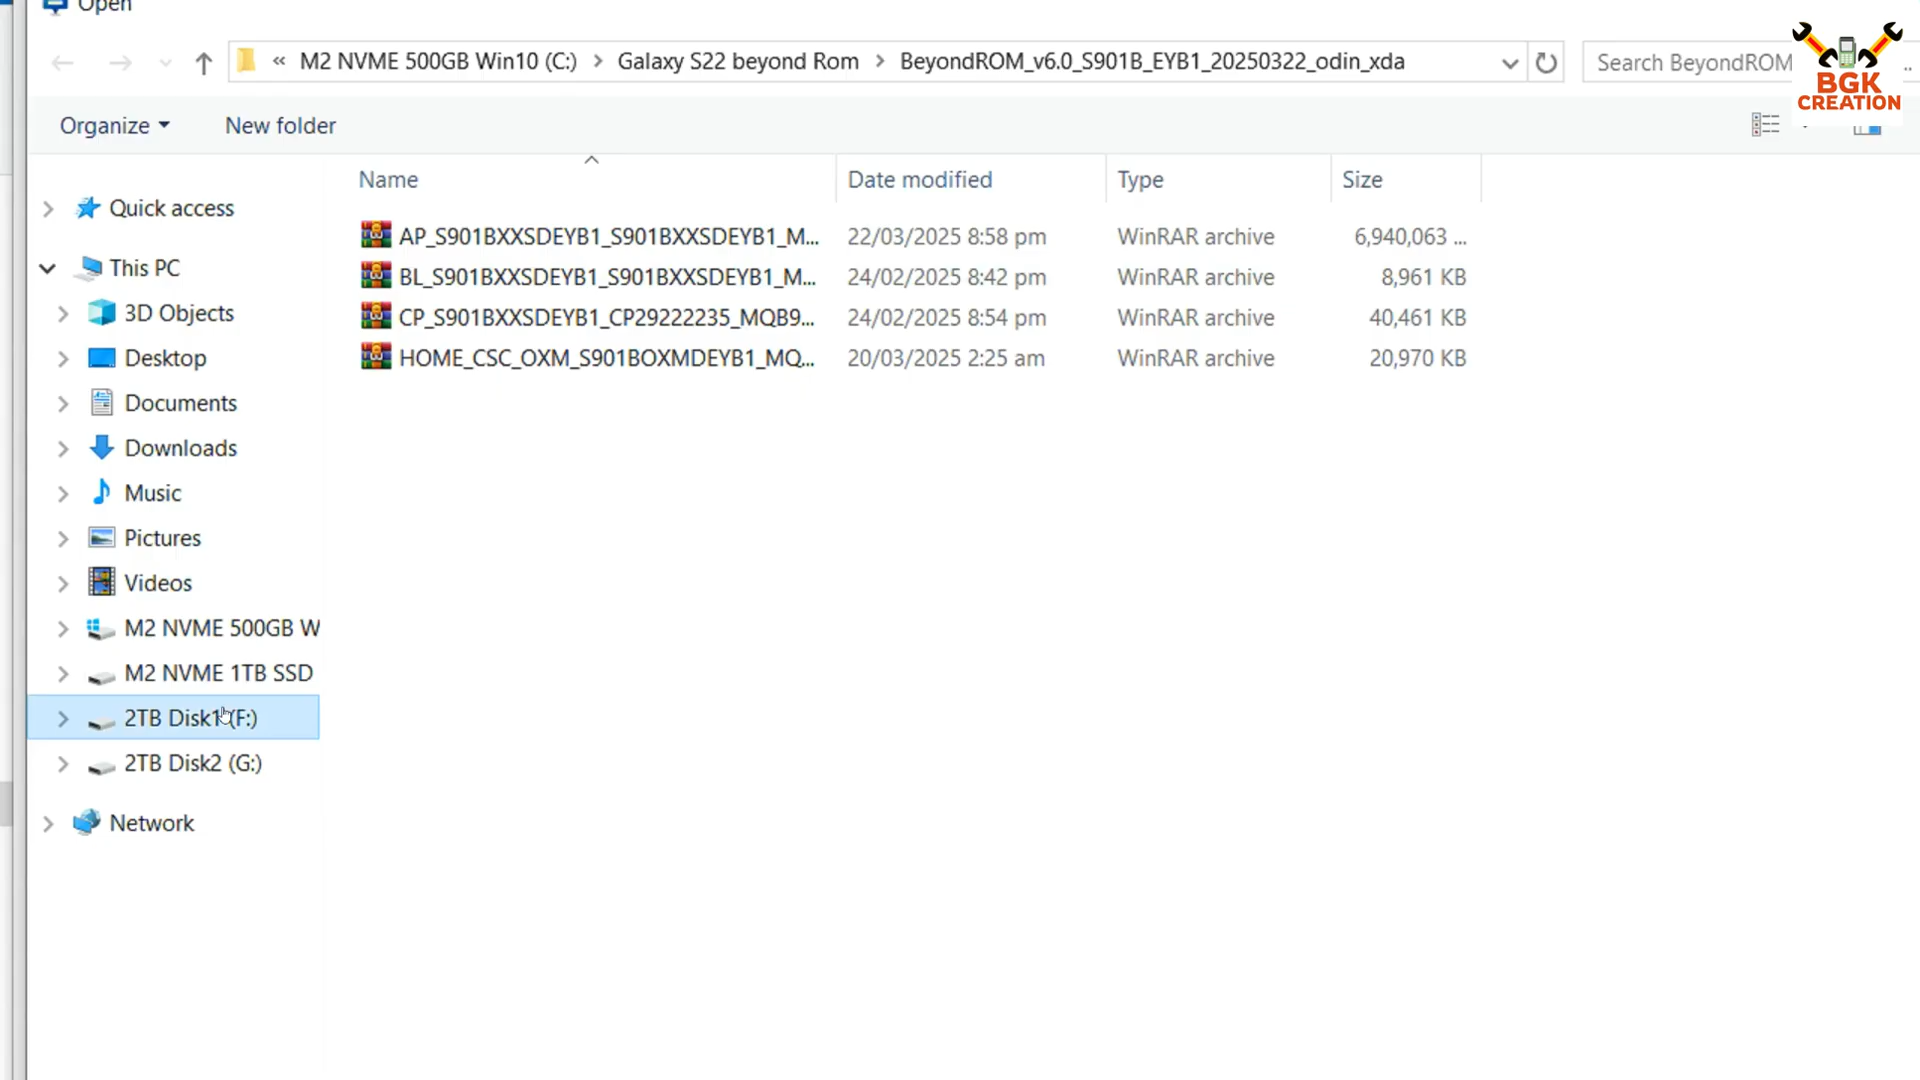 Open
« M2 NVME 500GB Win10 (C:) > Galaxy S22 beyond Rom > BeyondROM_v6.0_S901B_EYB1_20250322_odin_xda
Search BeyondROM
..
BGK
CREATION
Organize
New folder
Name
Date modified
Type
Size
Quick access
This PC
3D Objects
Desktop
Documents
Downloads
Music
Pictures
Videos
M2 NVME 500GB W
M2 NVME 1TB SSD
2TB Disk1 (F:)
2TB Disk2 (G:)
Network
AP_S901BXXSDEYB1_S901BXXSDEYB1_M... 22/03/2025 8:58 pm WinRAR archive 6,940,063 ...
BL_S901BXXSDEYB1_S901BXXSDEYB1_M... 24/02/2025 8:42 pm WinRAR archive 8,961 KB
CP_S901BXXSDEYB1_CP29222235_MQB9... 24/02/2025 8:54 pm WinRAR archive 40,461 KB
HOME_CSC_OXM_S901BOXMDEYB1_MQ... 20/03/2025 2:25 am WinRAR archive 20,970 KB